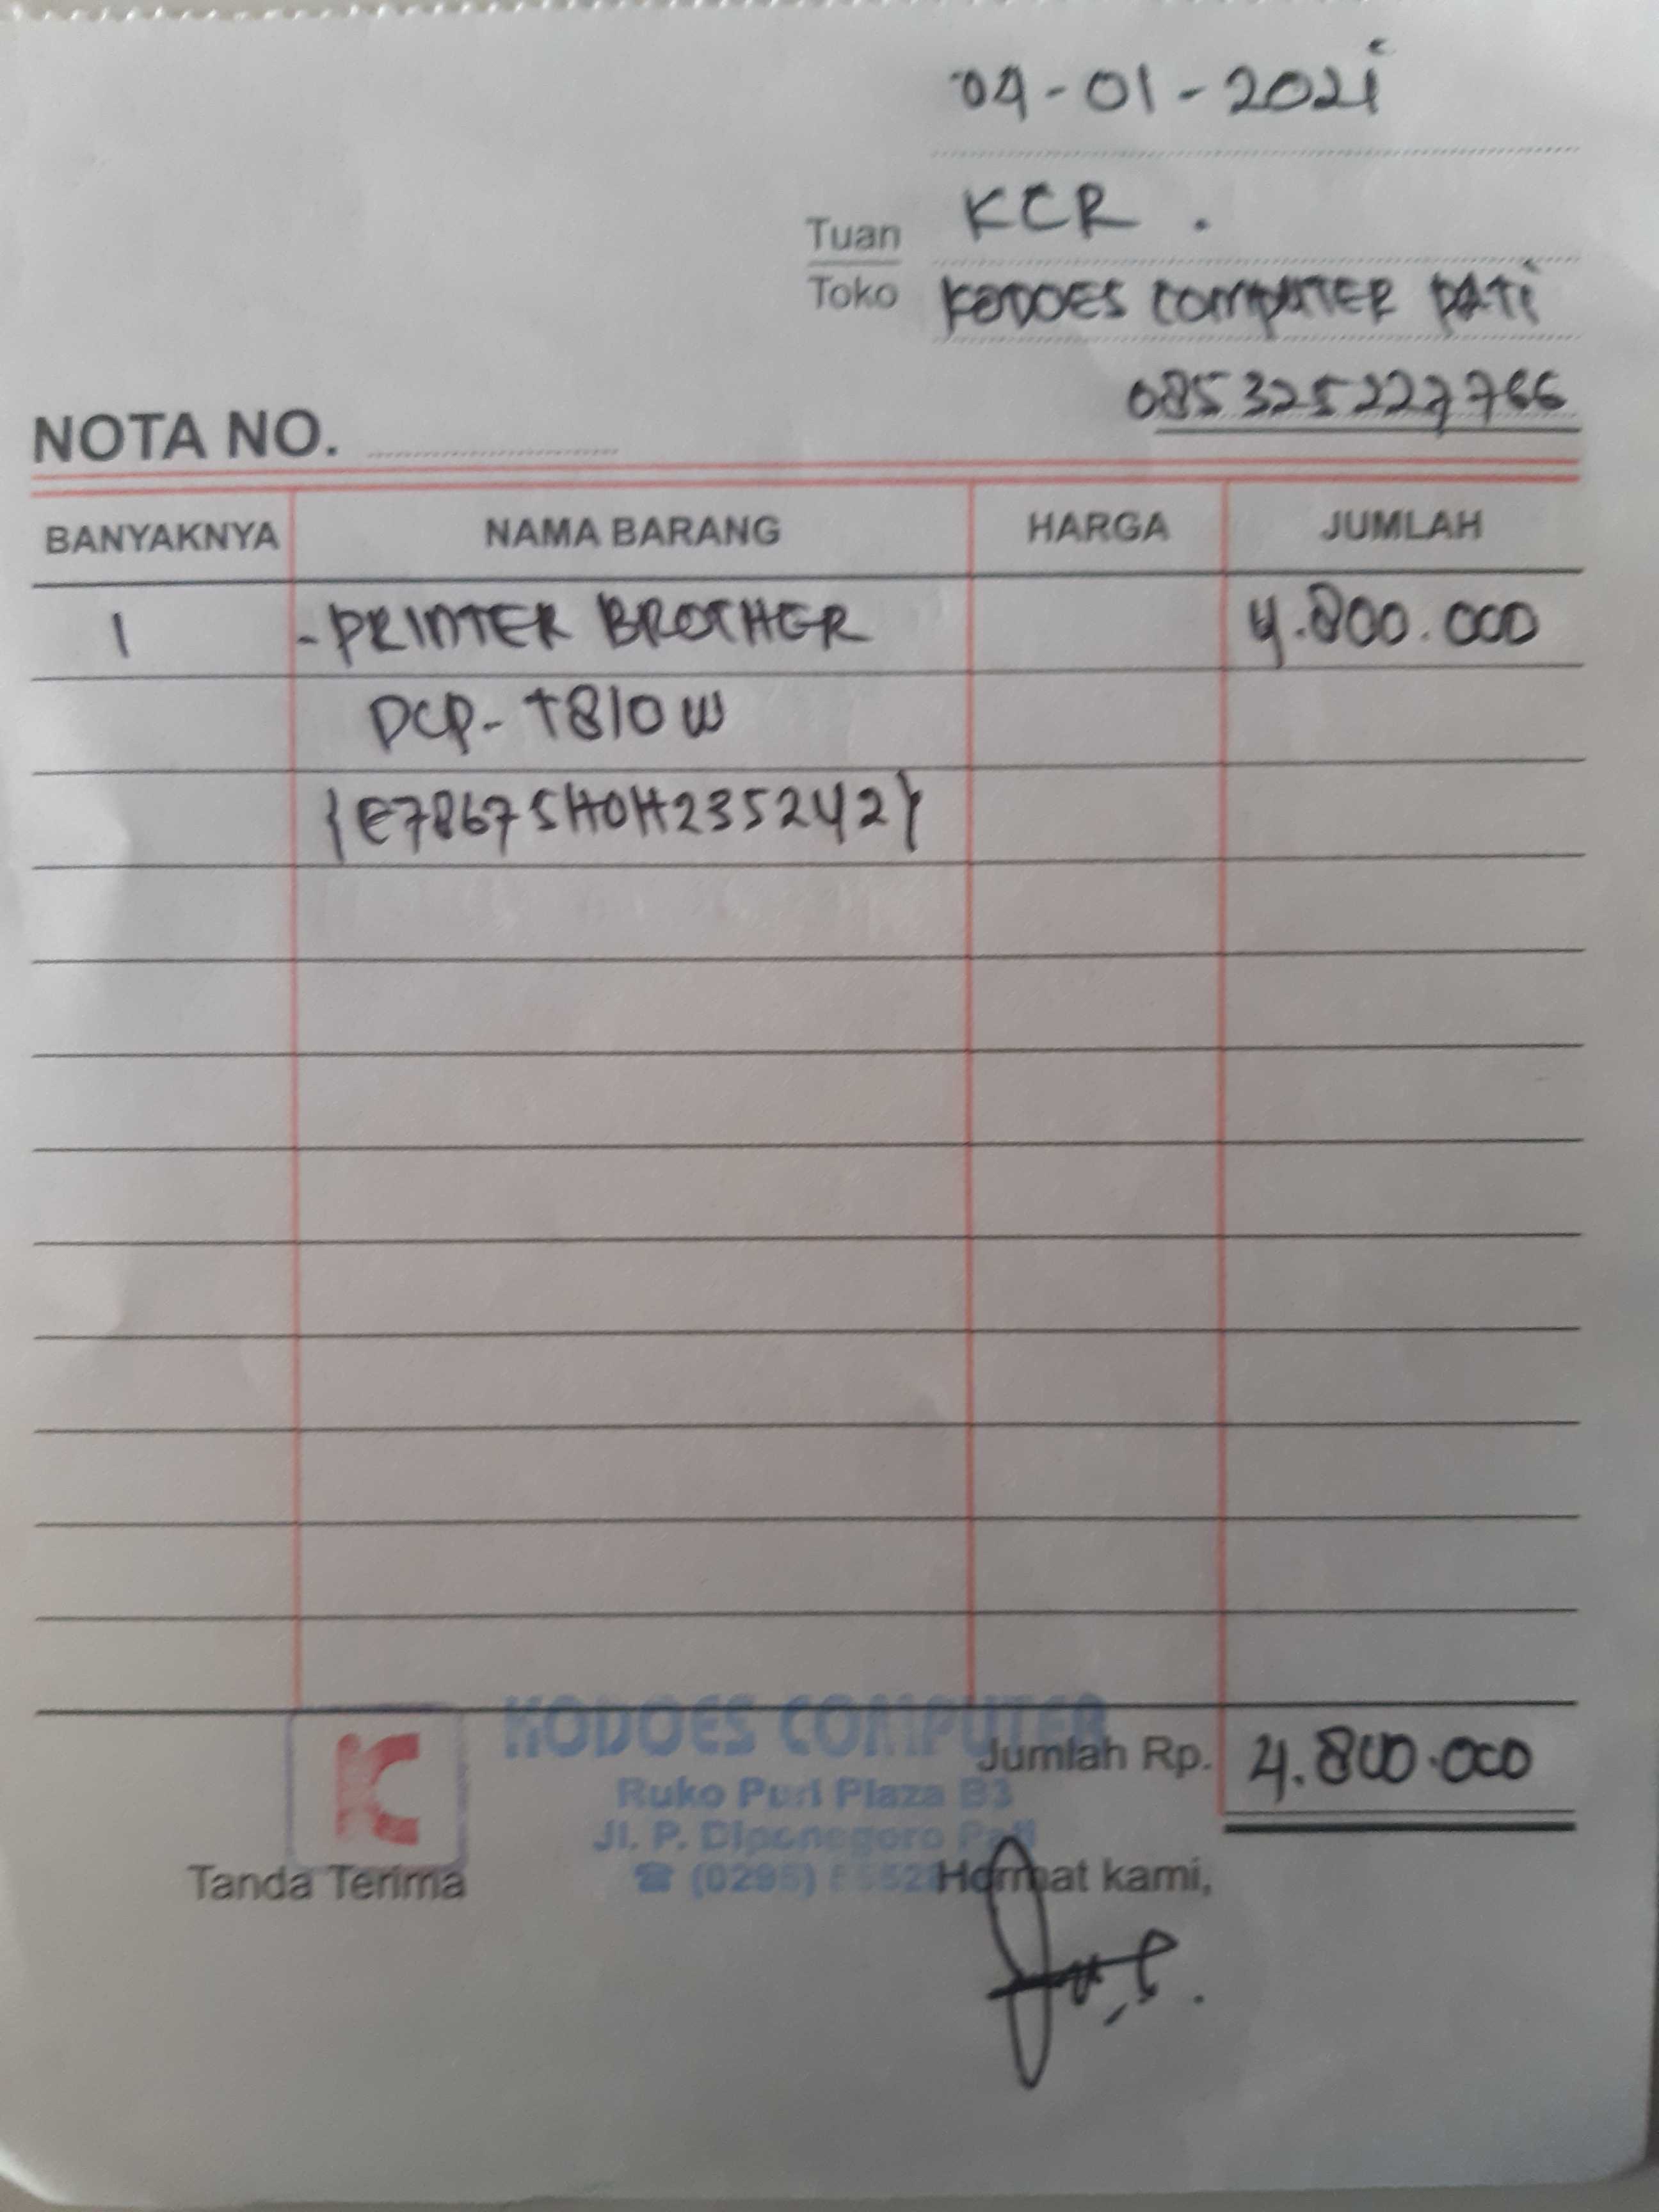 04-01-2021
Tuan KCR .
Toko KODOES COMPUTER PATi
085325227766
NOTA NO.
BANYAKNYA NAMA BARANG HARGA JUMLAH
1 - PRINTER BROTHER 4.800.000
DCP-T810W
{E78675H0H235242}
KODOES COMPUTER
Jumlah Rp. 4.800.000
Ruko Puri Plaza B3
Jl. P. Diponegoro Pati
Tanda Terima
Hormat kami,